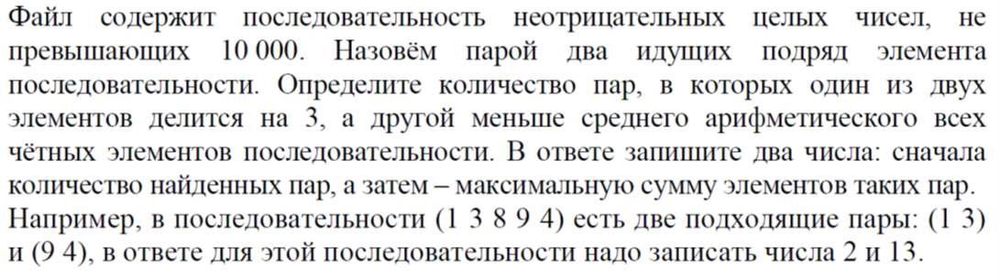 Файл содержит последовательность неотрицательных целых чисел, не
превышающих 10 000. Назовём парой два идущих подряд элемента
последовательности. Определите количество пар, в которых один из двух
элементов делится на 3, а другой меньше среднего арифметического всех
чётных элементов последовательности. В ответе запишите два числа: сначала
количество найденных пар, а затем – максимальную сумму элементов таких пар.
Например, в последовательности (1 3 8 9 4) есть две подходящие пары: (1 3)
и (9 4), в ответе для этой последовательности надо записать числа 2 и 13.